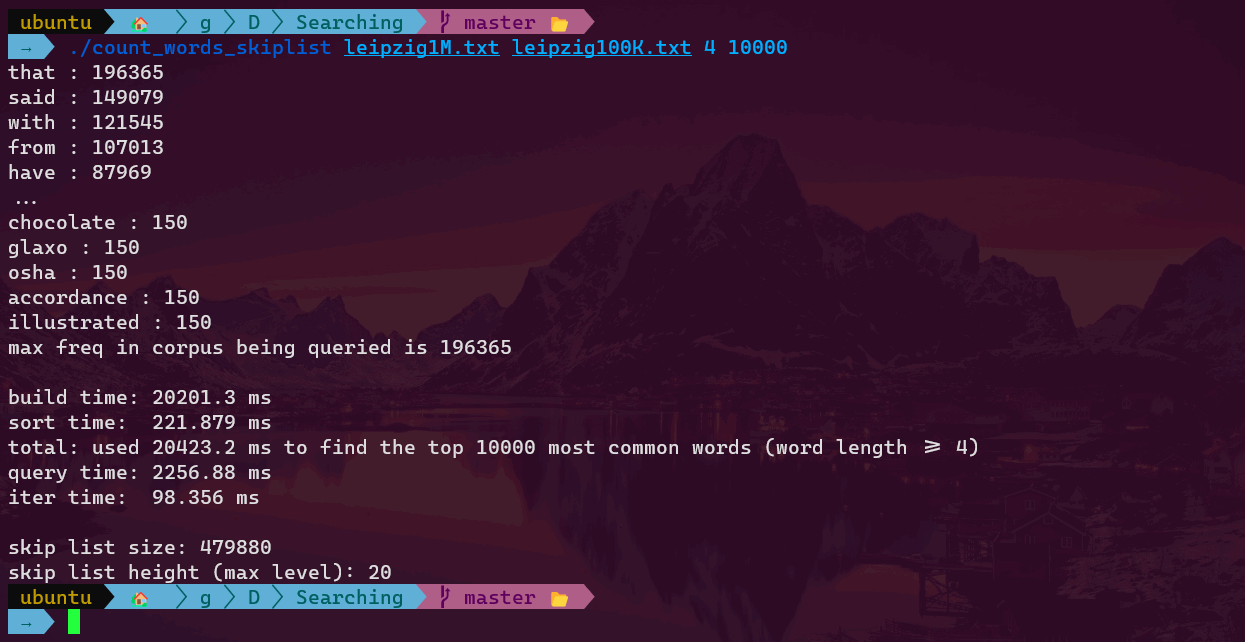 ubuntu g D Searching master
→ ./count_words_skiplist leipzig1M.txt leipzig100K.txt 4 10000
that : 196365
said : 149079
with : 121545
from : 107013
have : 87969
...
chocolate : 150
glaxo : 150
osha : 150
accordance : 150
illustrated : 150
max freq in corpus being queried is 196365
build time: 20201.3 ms
sort time:  221.879 ms
total: used 20423.2 ms to find the top 10000 most common words (word length >= 4)
query time: 2256.88 ms
iter time:  98.356 ms
skip list size: 479880
skip list height (max level): 20
ubuntu g D Searching master
→